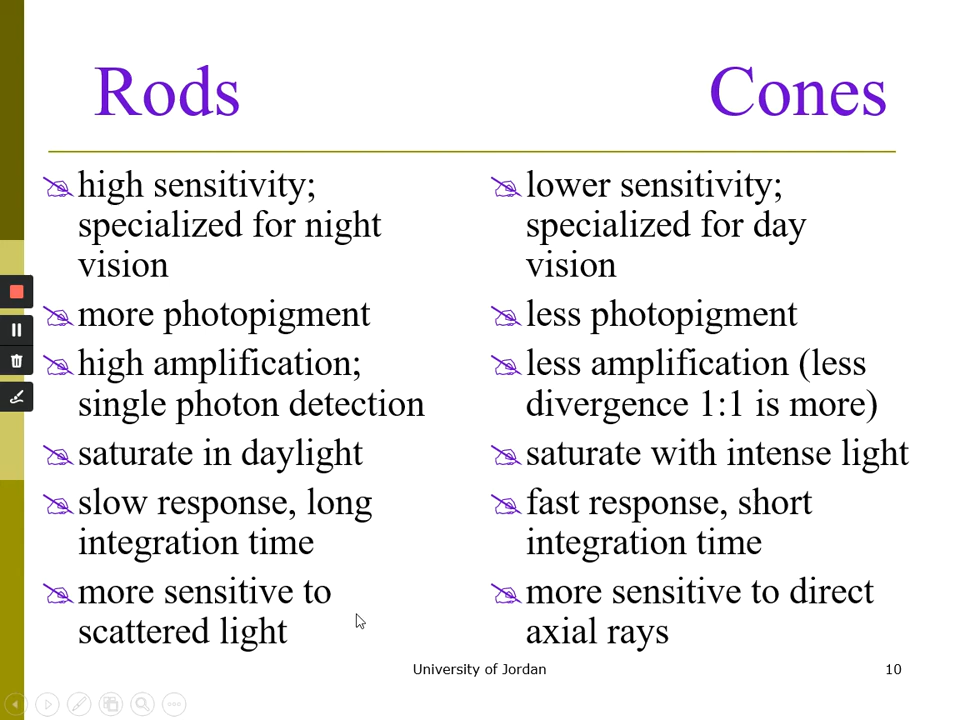 Rods
Cones
high sensitivity;
specialized for night
vision
more photopigment
high amplification;
single photon detection
saturate in daylight
slow response, long
integration time
more sensitive to
scattered light
lower sensitivity;
specialized for day
vision
less photopigment
less amplification (less
divergence 1:1 is more)
saturate with intense light
fast response, short
integration time
more sensitive to direct
axial rays
University of Jordan
10